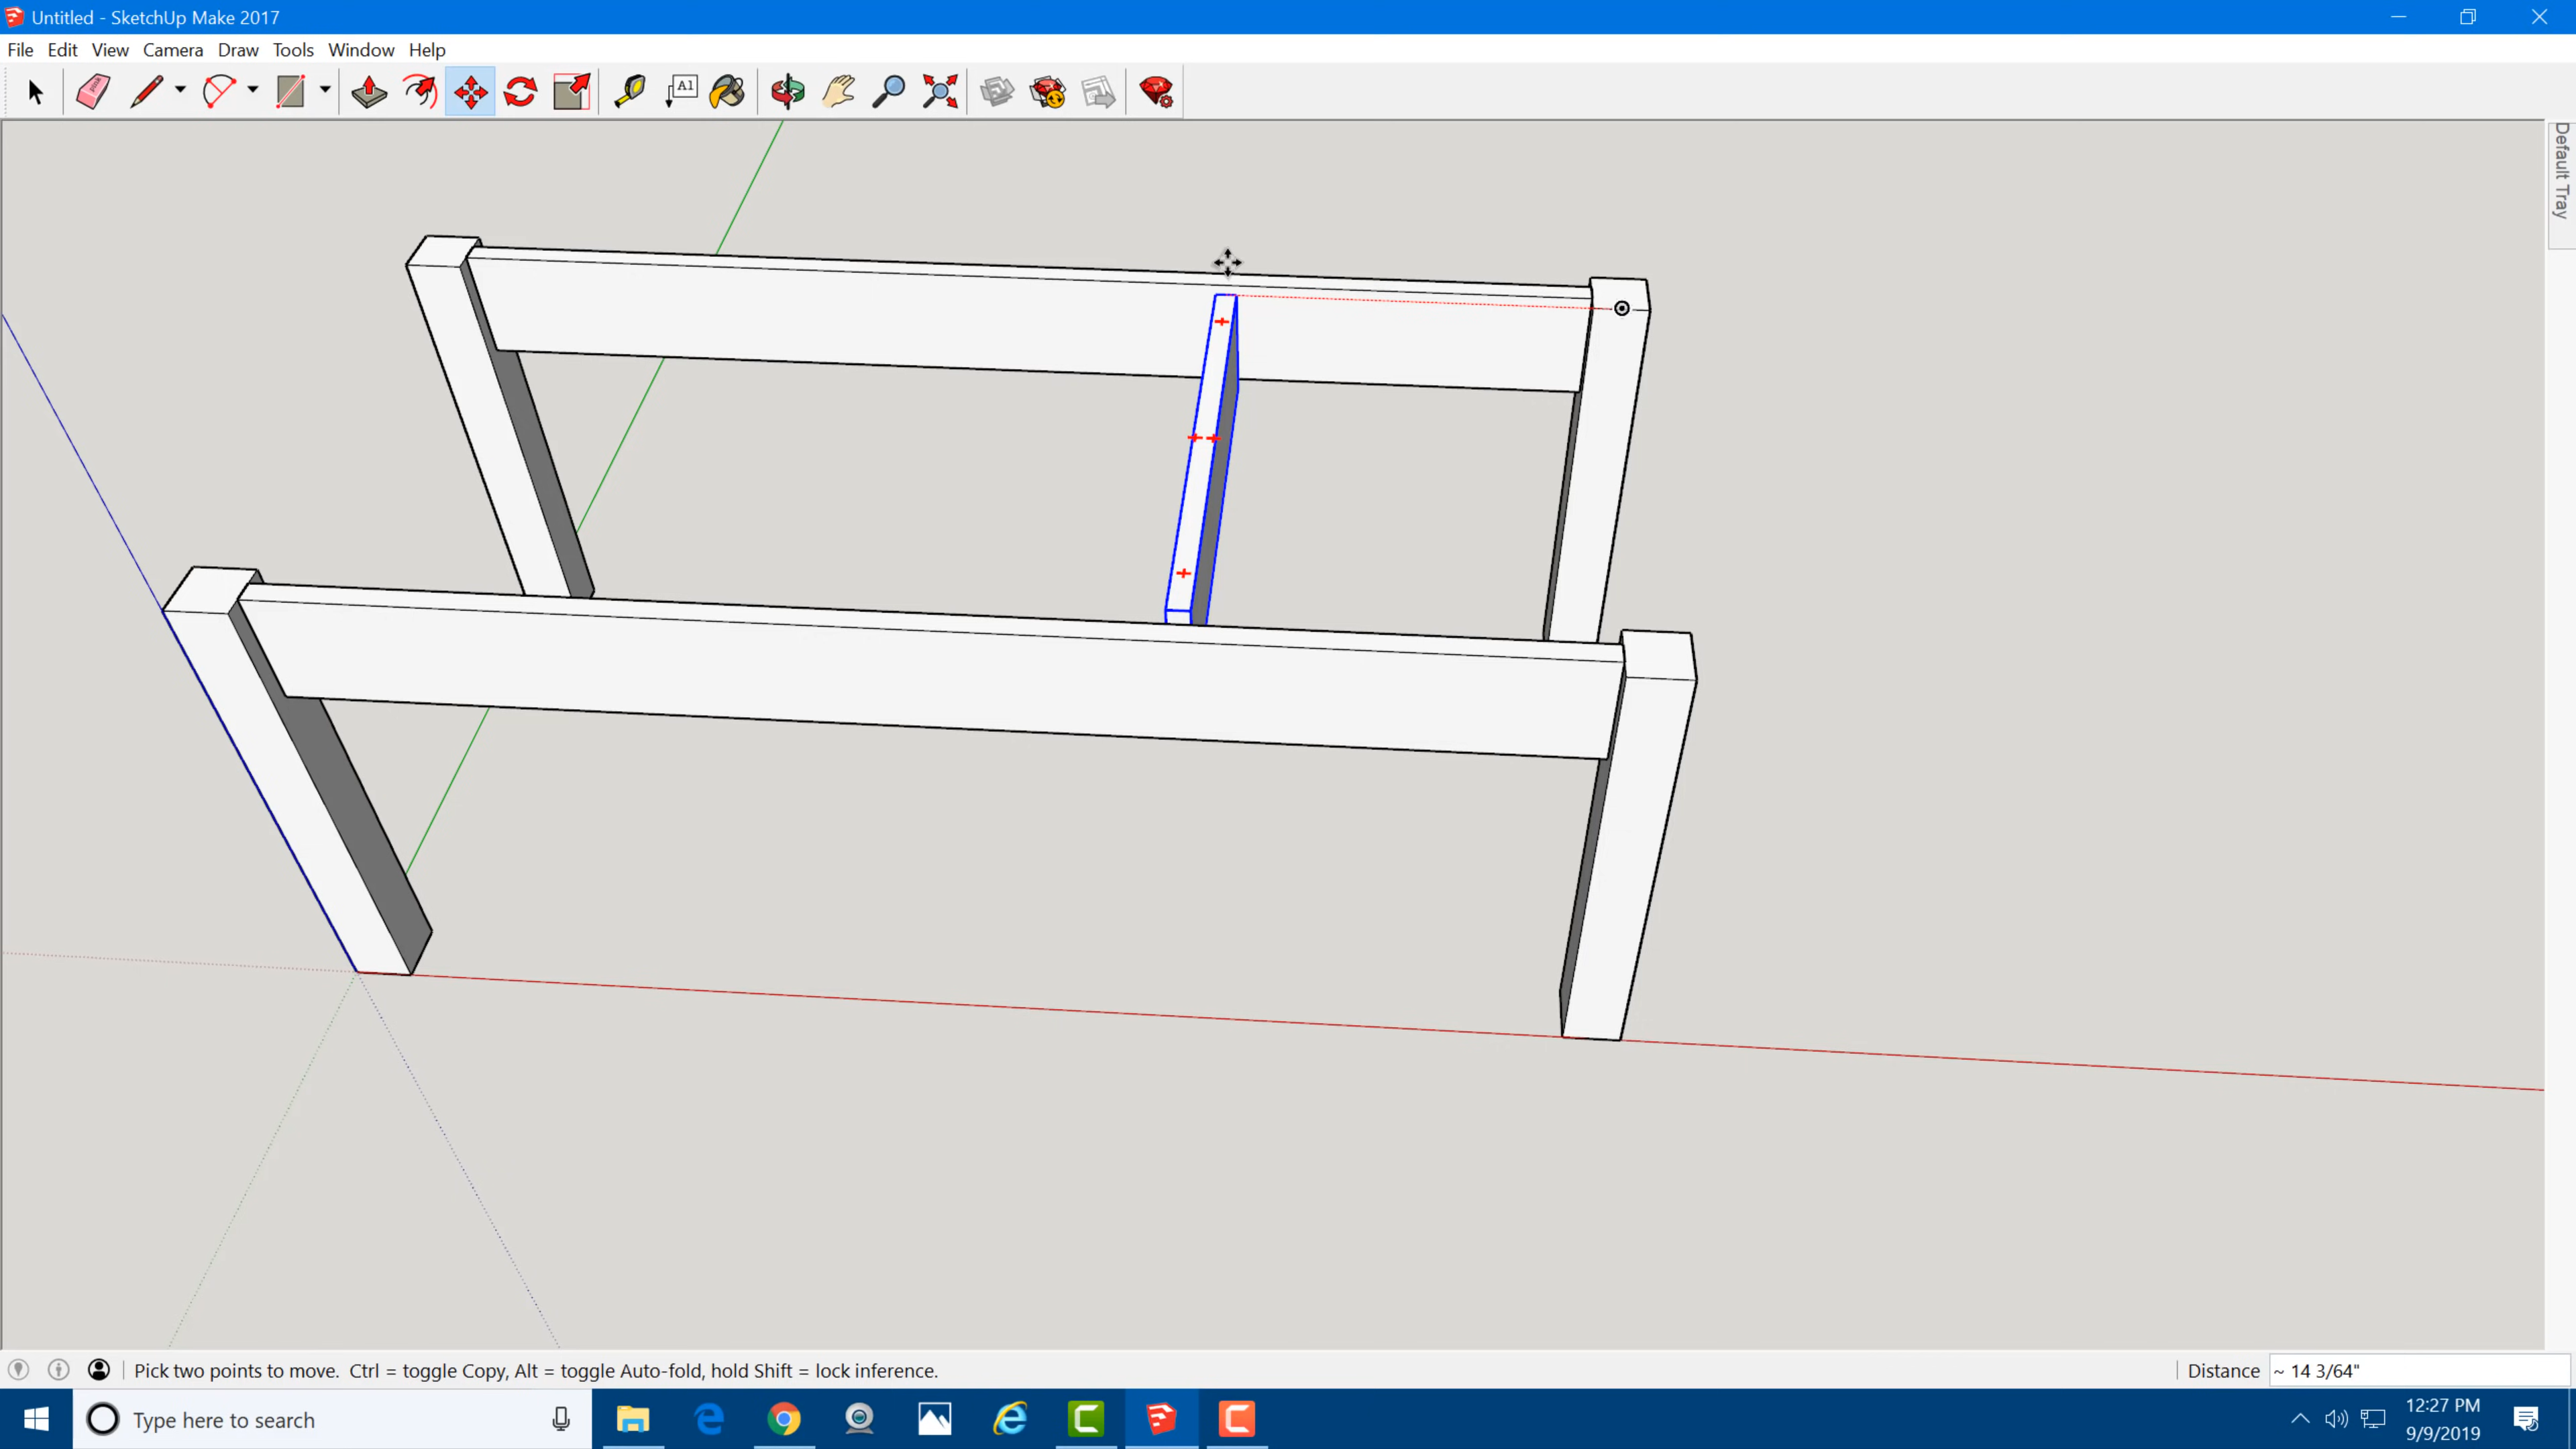 Untitled - SketchUp Make 2017
File Edit View Camera Draw Tools Window Help
A1
Default Tray
Pick two points to move. Ctrl = toggle Copy, Alt = toggle Auto-fold, hold Shift = lock inference.
Distance ~ 14 3/64"
Type here to search
12:27 PM
9/9/2019